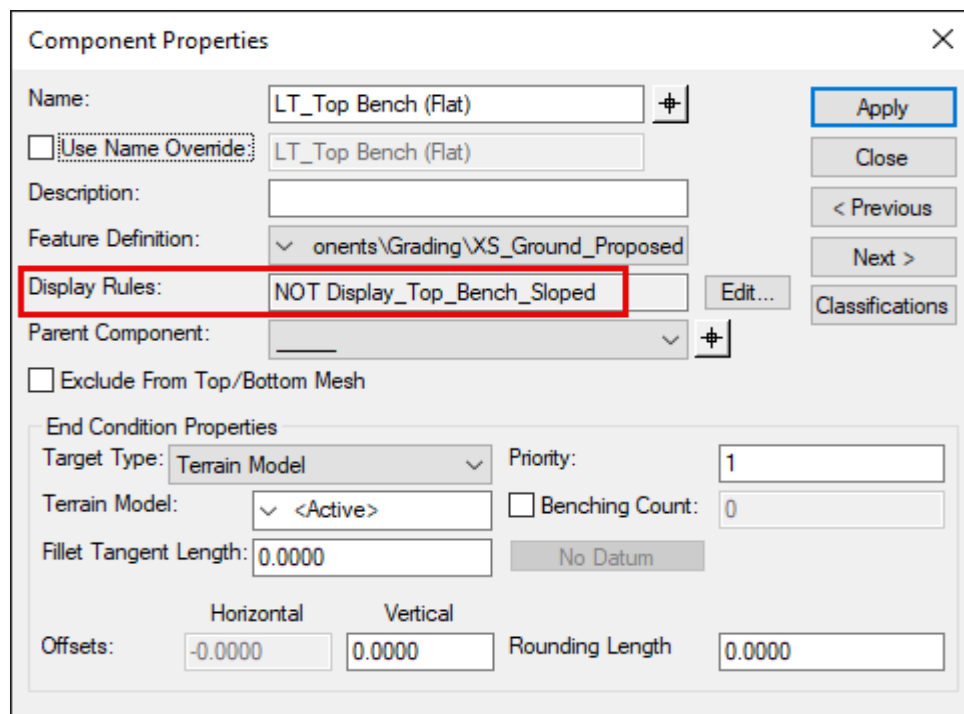 Component Properties
Name: LT_Top Bench (Flat) Apply
Use Name Override: LT_Top Bench (Flat) Close
Description: < Previous
Feature Definition: onents\Grading\XS_Ground_Proposed Next >
Display Rules: NOT Display_Top_Bench_Sloped Edit... Classifications
Parent Component: _____
Exclude From Top/Bottom Mesh
End Condition Properties
Target Type: Terrain Model Priority: 1
Terrain Model: <Active> Benching Count: 0
Fillet Tangent Length: 0.0000 No Datum
Horizontal Vertical
Offsets: -0.0000 0.0000 Rounding Length 0.0000